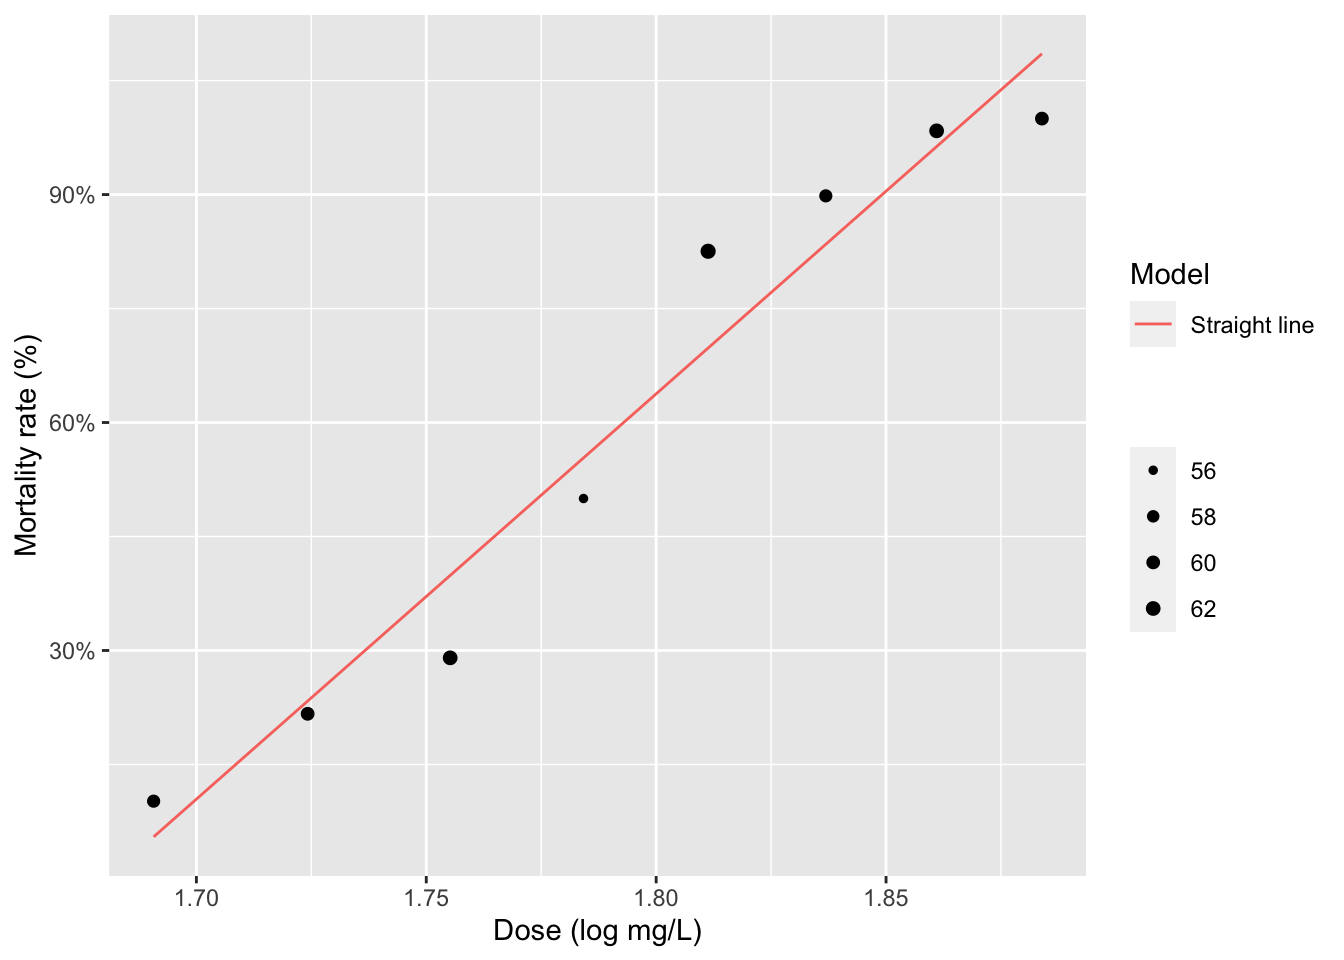 90%
60%
30%
Mortality rate (%)
1.70 1.75 1.80 1.85
Dose (log mg/L)
Model
Straight line
56
58
60
62